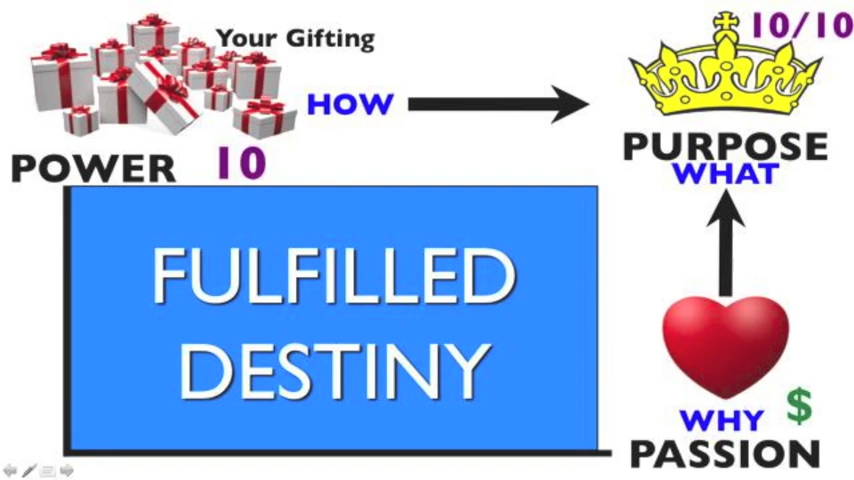 Your Gifting
10/10
HOW
PURPOSE
WHAT
POWER 10
FULFILLED
DESTINY
WHY $
PASSION